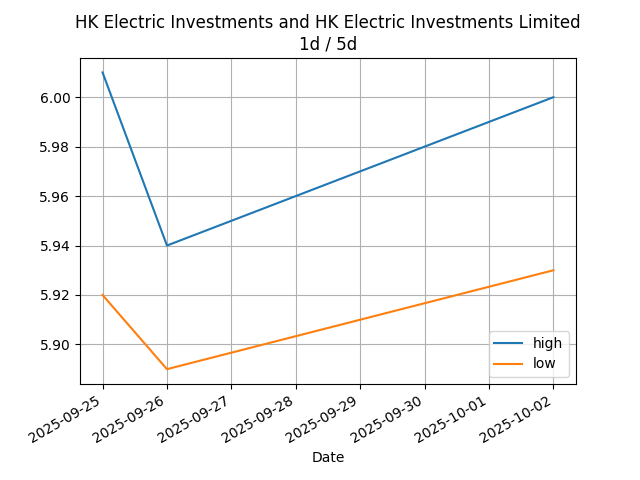 HK Electric Investments and HK Electric Investments Limited
1d / 5d
6.00
5.98
5.96
5.94
5.92
5.90
high
low
2025-09-25
2025-09-26
2025-09-27
2025-09-28
2025-09-29
2025-09-30
2025-10-01
2025-10-02
Date